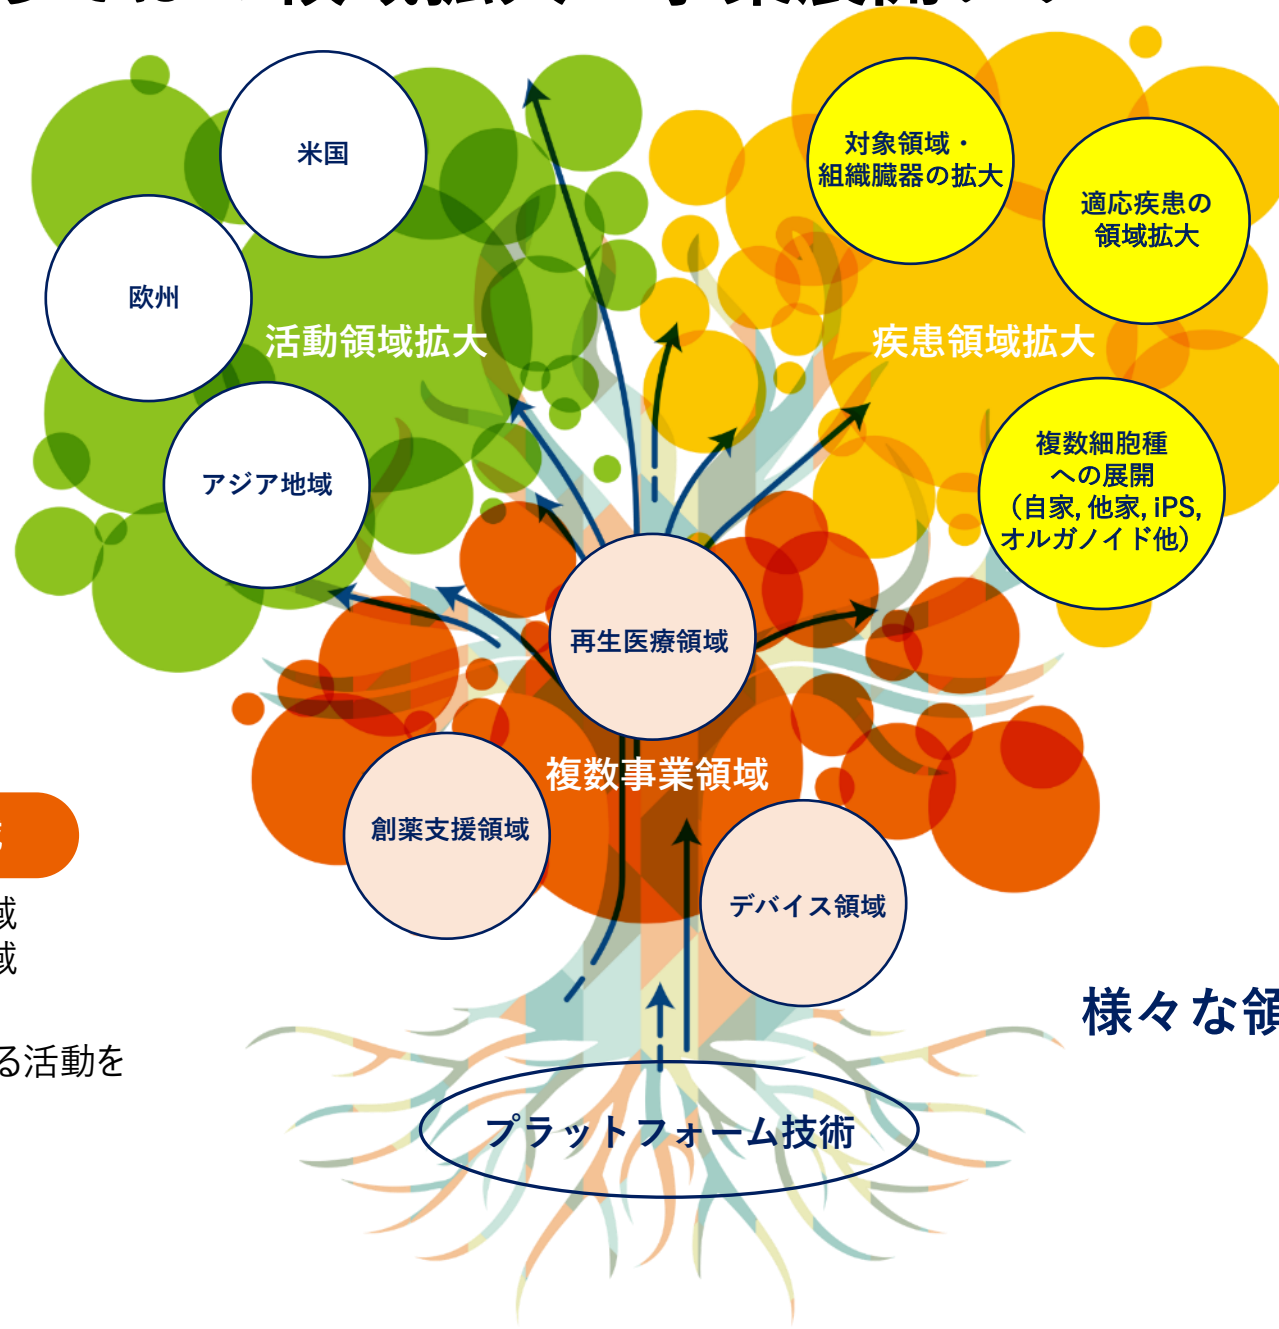 米国
対象領域・
組織臓器の拡大
適応疾患の
領域拡大
欧州
活動領域拡大
疾患領域拡大
アジア地域
複数細胞種
への展開
（自家, 他家, iPS,
オルガノイド他）
再生医療領域
複数事業領域
創薬支援領域
デバイス領域
域
域
様々な領
る活動を
プラットフォーム技術